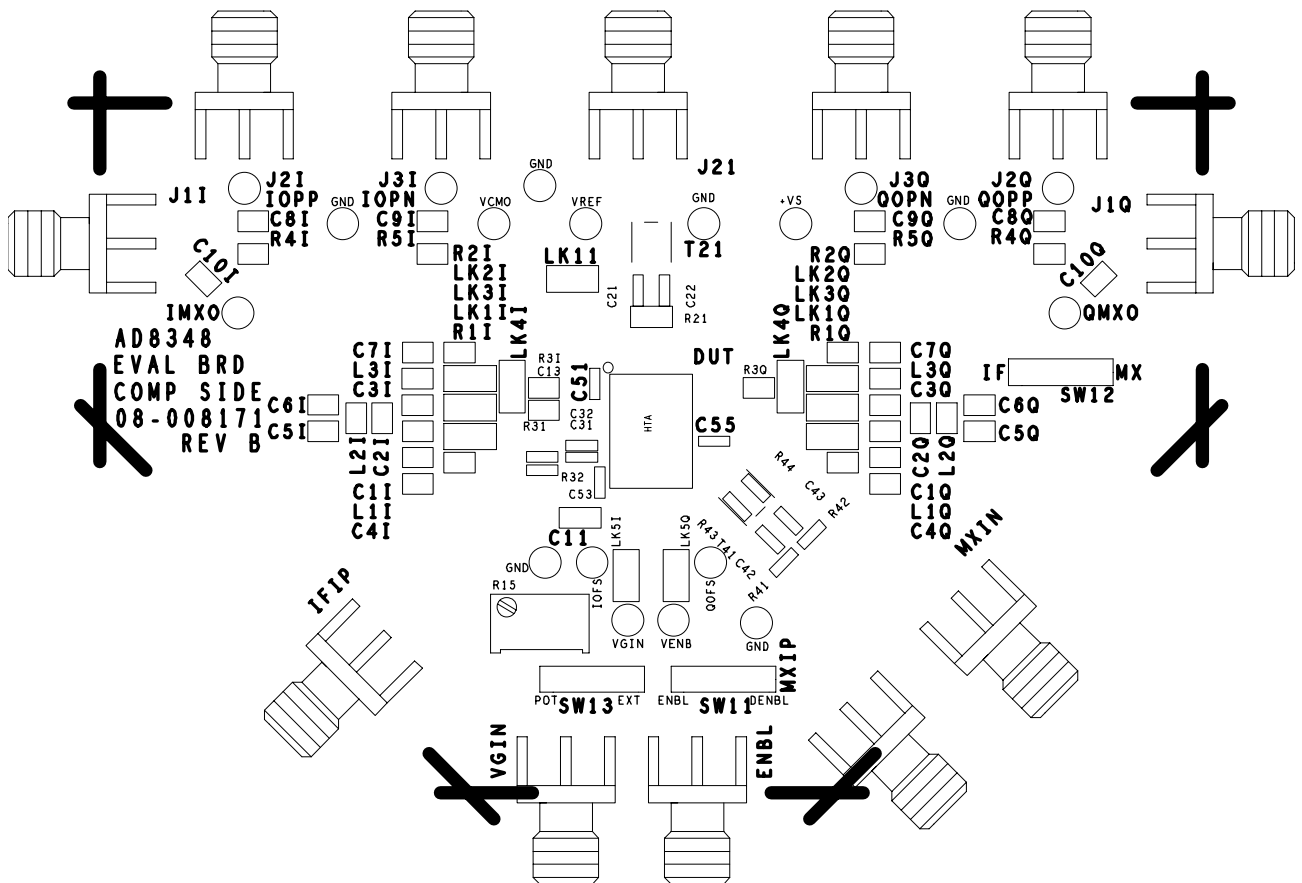 J1I
J2I
IOPP
C8I
R4I
GND
J3I
IOPN
C9I
R5I
VCMO
GND
VREF
J21
GND
T21
+VS
J3Q
QOPN
C9Q
R5Q
GND
J2Q
QOPP
C8Q
R4Q
J1Q
C10I
IMXO
R2I
LK2I
LK3I
LK1I
R1I
LK4I
LK11
C21
C22
R21
R2Q
LK2Q
LK3Q
LK1Q
R1Q
LK4Q
C10Q
QMXO
AD8348
EVAL BRD
COMP SIDE
08-008171
REV B
C7I
L3I
C3I
C6I
C5I
L2I
C2I
C1I
L1I
C4I
R3I
C13
C51
R31
C32
C31
R32
C53
HTA
DUT
C55
R3Q
C7Q
L3Q
C3Q
C6Q
C5Q
C2Q
L2Q
C1Q
L1Q
C4Q
IF
MX
SW12
R44
C43
R42
R43
T41
C42
R41
C11
LK5I
LK5Q
GND
IOFS
QOFS
R15
VGIN
VENB
GND
IFIP
MXIN
MXIP
POT
SW13
EXT
ENBL
SW11
DENBL
VGIN
ENBL